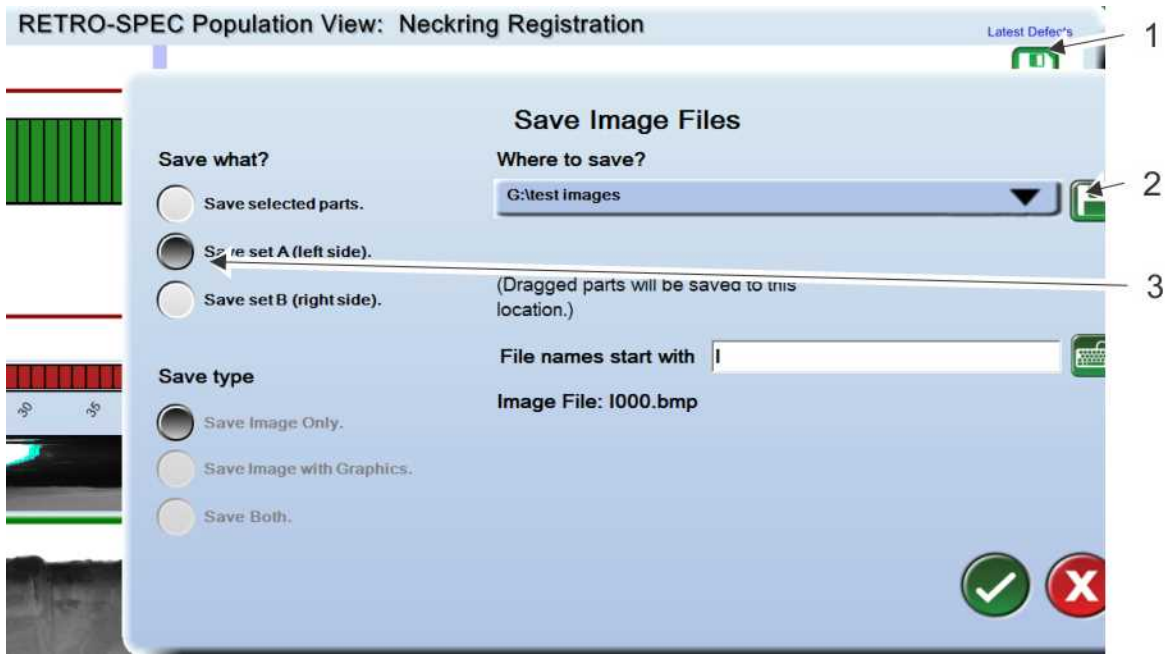 RETRO-SPEC Population View: Neckring Registration
Latest Defects
1
Save Image Files
Save what?
Where to save?
Save selected parts.
G:\test images
2
Save set A (left side).
3
Save set B (right side).
(Dragged parts will be saved to this
location.)
File names start with I
Save type
30 35
Image File: I000.bmp
Save Image Only.
Save Image with Graphics.
Save Both.